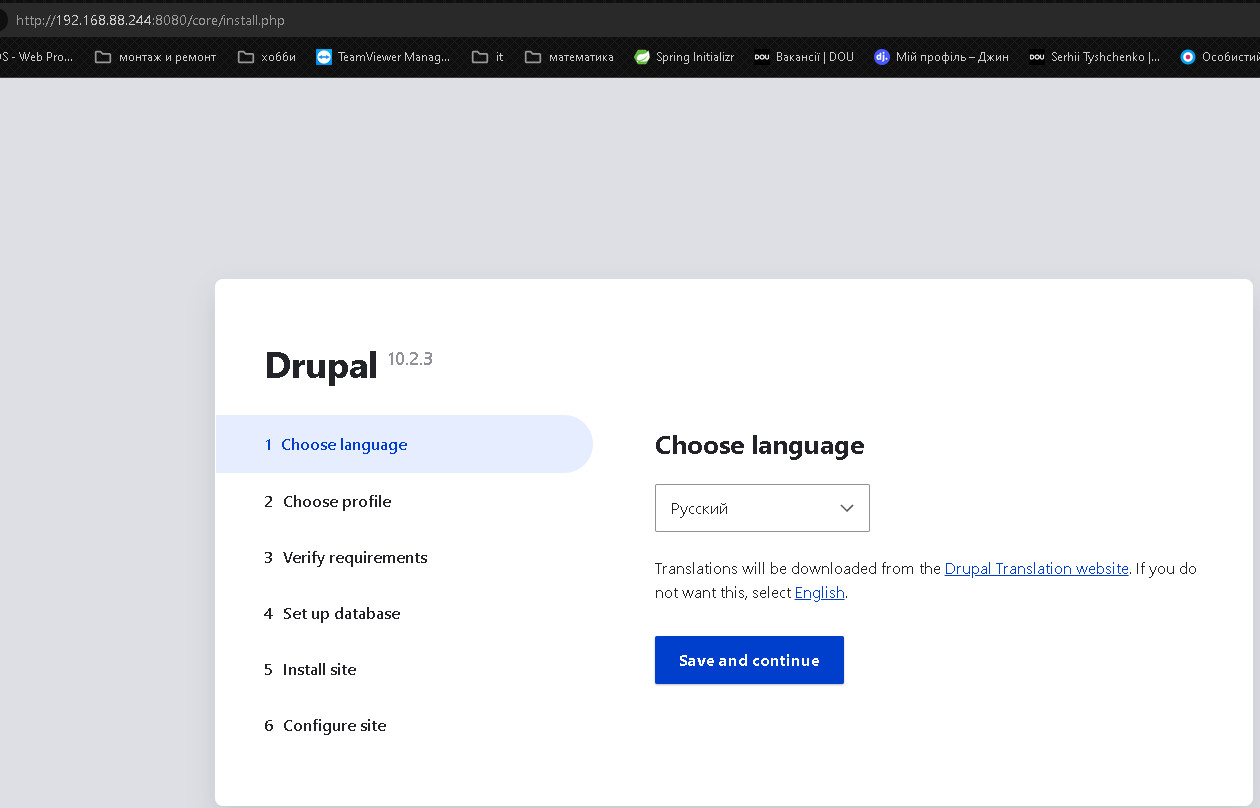 http://192.168.88.244:8080/core/install.php
OS - Web Pro... монтаж и ремонт хобби TeamViewer Manag... it математика Spring Initializr DOU Вакансії | DOU dj. Мій профіль – Джин DOU Serhii Tyshchenko |... Особистий
Drupal 10.2.3
1 Choose language
2 Choose profile
3 Verify requirements
4 Set up database
5 Install site
6 Configure site
Choose language
Русский
Translations will be downloaded from the Drupal Translation website. If you do
not want this, select English.
Save and continue